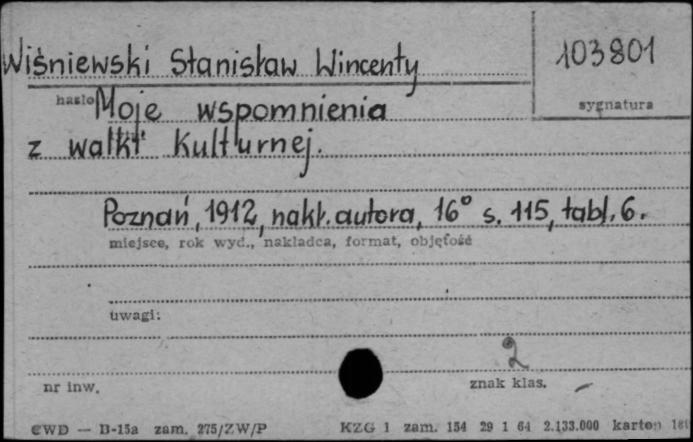 Wiśniewski Stanisław Wincenty
103801
hasło Moje wspomnienia
sygnatura
z walki Kulturnej.
Poznań, 1912, nakł. autora, 16° s. 115, tabl. 6.
miejsce, rok wyd., nakładca, format, objętość
uwagi:
2
nr inw.
znak klas.
CWD — D-15a zam. 275/ZW/P
KZG 1 zam. 154 29 1 64 2.133.000 karton